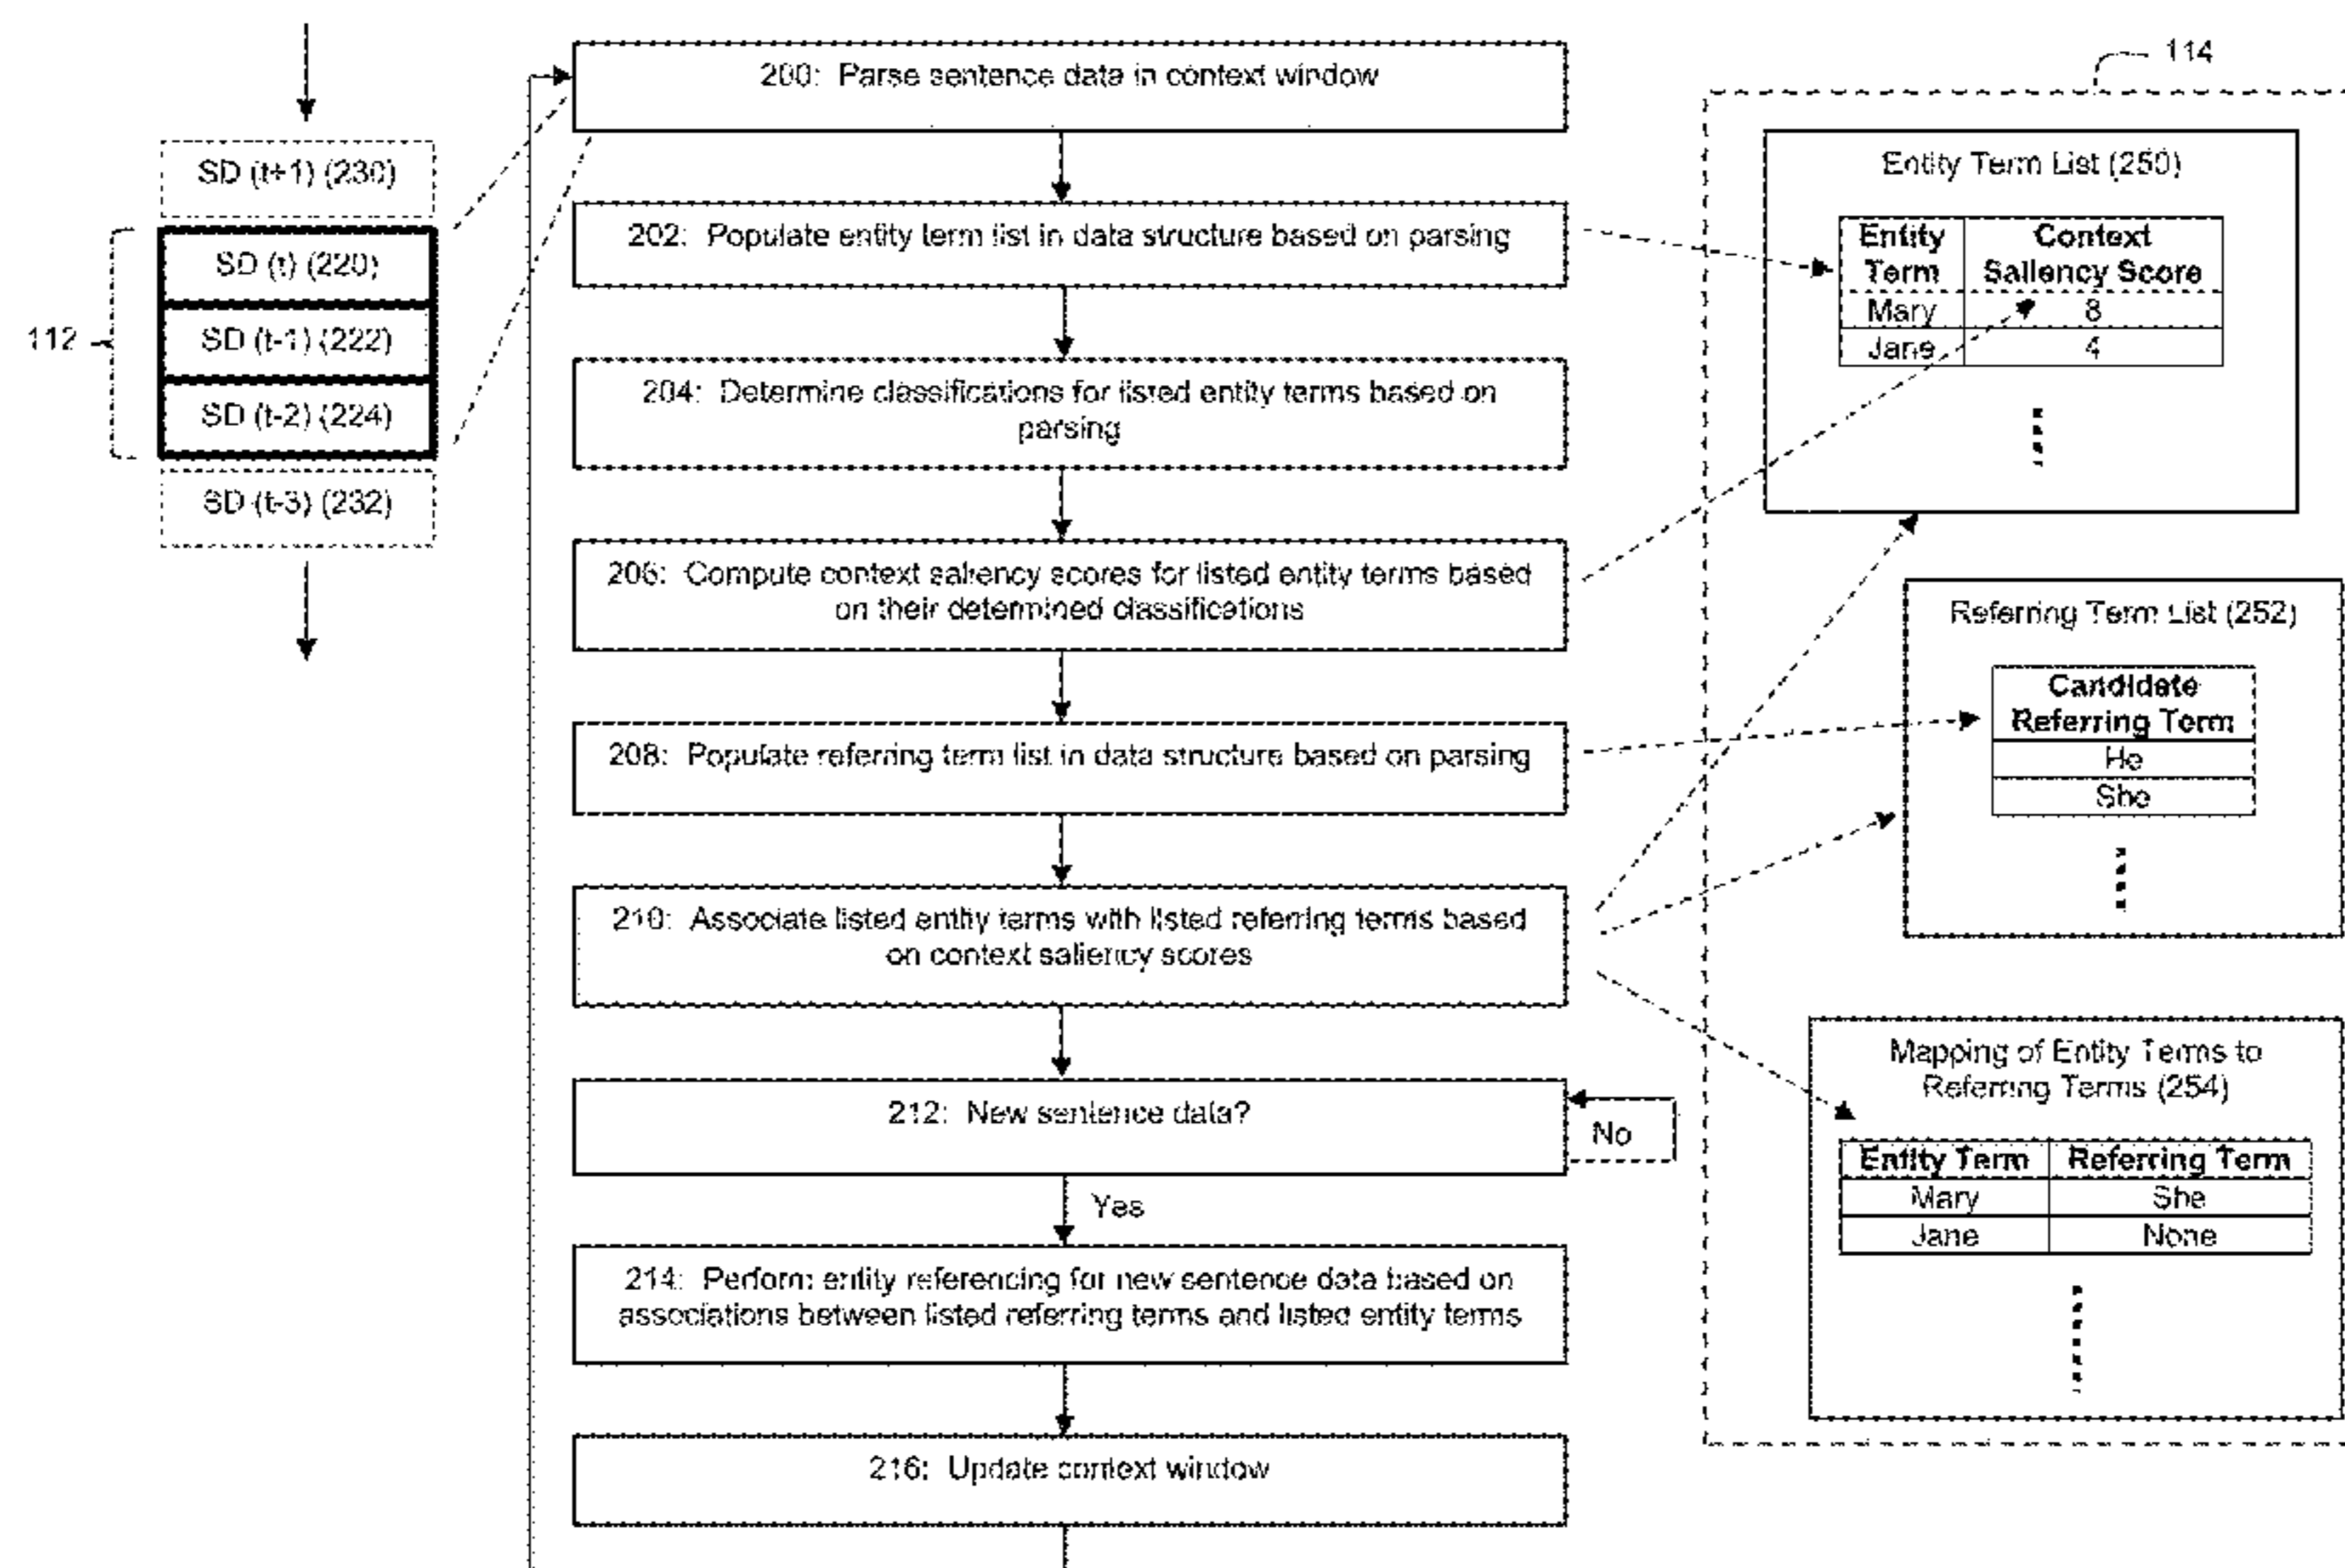 SD (t+1) (230)
112
SD (t) (220)
SD (t-1) (222)
SD (t-2) (224)
SD (t-3) (232)
200: Parse sentence data in context window
202: Populate entity term list in data structure based on parsing
204: Determine classifications for listed entity terms based on
parsing
206: Compute context saliency scores for listed entity terms based
on their determined classifications
208: Populate referring term list in data structure based on parsing
210: Associate listed entity terms with listed referring terms based
on context saliency scores
212: New sentence data?
No
Yes
214: Perform entity referencing for new sentence data based on
associations between listed referring terms and listed entity terms
216: Update context window
114
Entity Term List (250)
Entity Context
Term Saliency Score
Mary 8
Jane 4
Referring Term List (252)
Candidate
Referring Term
He
She
Mapping of Entity Terms to
Referring Terms (254)
Entity Term Referring Term
Mary She
Jane None